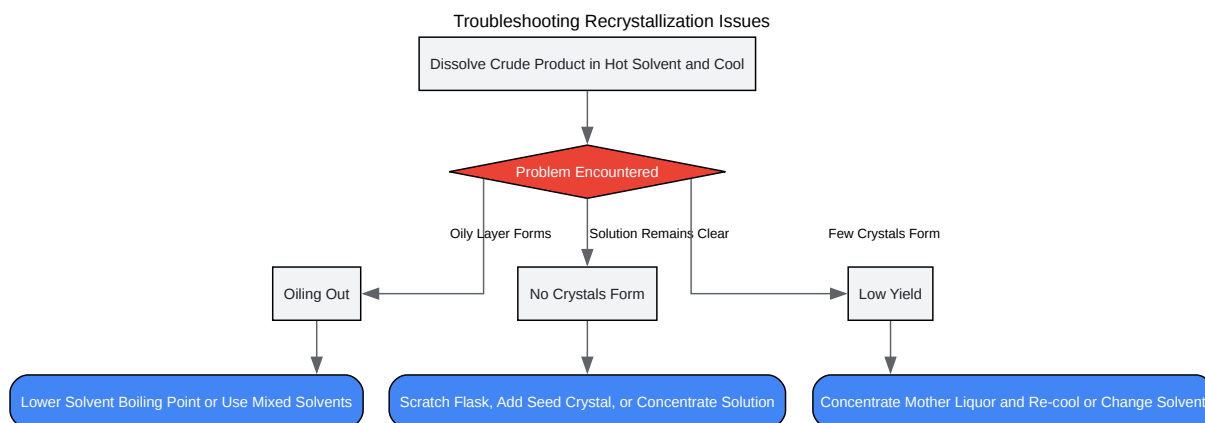 Troubleshooting Recrystallization Issues
Dissolve Crude Product in Hot Solvent and Cool
Problem Encountered
Oily Layer Forms
Solution Remains Clear
Few Crystals Form
Oiling Out
No Crystals Form
Low Yield
Lower Solvent Boiling Point or Use Mixed Solvents
Scratch Flask, Add Seed Crystal, or Concentrate Solution
Concentrate Mother Liquor and Re-cool or Change Solvent